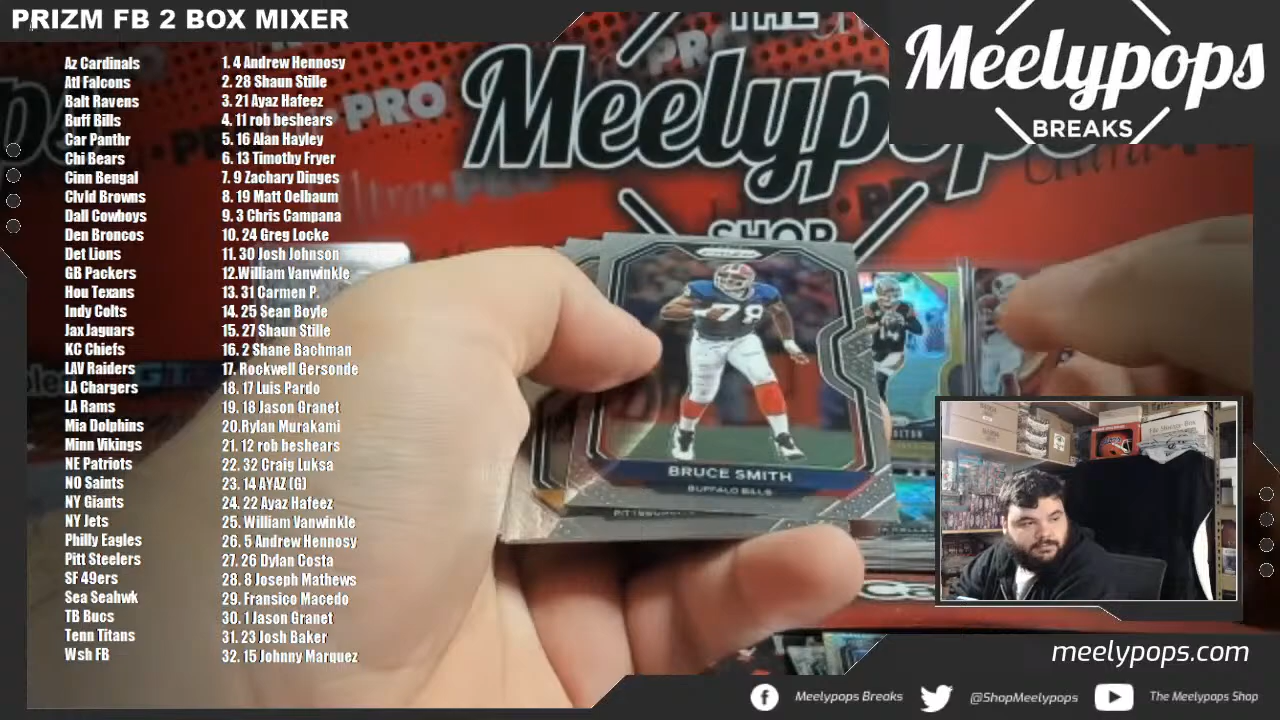 PRIZM FB 2 BOX MIXER
Az Cardinals 1. 4 Andrew Hennosy
Atl Falcons 2. 28 Shaun Stille
Balt Ravens 3. 21 Ayaz Hafeez
Buff Bills 4. 11 rob beshears
Car Panthr 5. 16 Alan Hayley
Chi Bears 6. 13 Timothy Fryer
Cinn Bengal 7. 9 Zachary Dinges
Clvld Browns 8. 19 Matt Oelbaum
Dall Cowboys 9. 3 Chris Campana
Den Broncos 10. 24 Greg Locke
Det Lions 11. 30 Josh Johnson
GB Packers 12.William Vanwinkle
Hou Texans 13. 31 Carmen P.
Indy Colts 14. 25 Sean Boyle
Jax Jaguars 15. 27 Shaun Stille
KC Chiefs 16. 2 Shane Bachman
LAV Raiders 17. Rockwell Gersonde
LA Chargers 18. 17 Luis Pardo
LA Rams 19. 18 Jason Granet
Mia Dolphins 20.Rylan Murakami
Minn Vikings 21. 12 rob beshears
NE Patriots 22. 32 Craig Luksa
NO Saints 23. 14 AYAZ (G)
NY Giants 24. 22 Ayaz Hafeez
NY Jets 25. William Vanwinkle
Philly Eagles 26. 5 Andrew Hennosy
Pitt Steelers 27. 26 Dylan Costa
SF 49ers 28. 8 Joseph Mathews
Sea Seahwk 29. Fransico Macedo
TB Bucs 30. 1 Jason Granet
Tenn Titans 31. 23 Josh Baker
Wsh FB 32. 15 Johnny Marquez
THE
PRO
Meelypops
SHOP
Meelypops
BREAKS
PRIZM
78
14
BRUCE SMITH
BUFFALO BILLS
meelypops.com
Meelypops Breaks
@ShopMeelypops
The Meelypops Shop